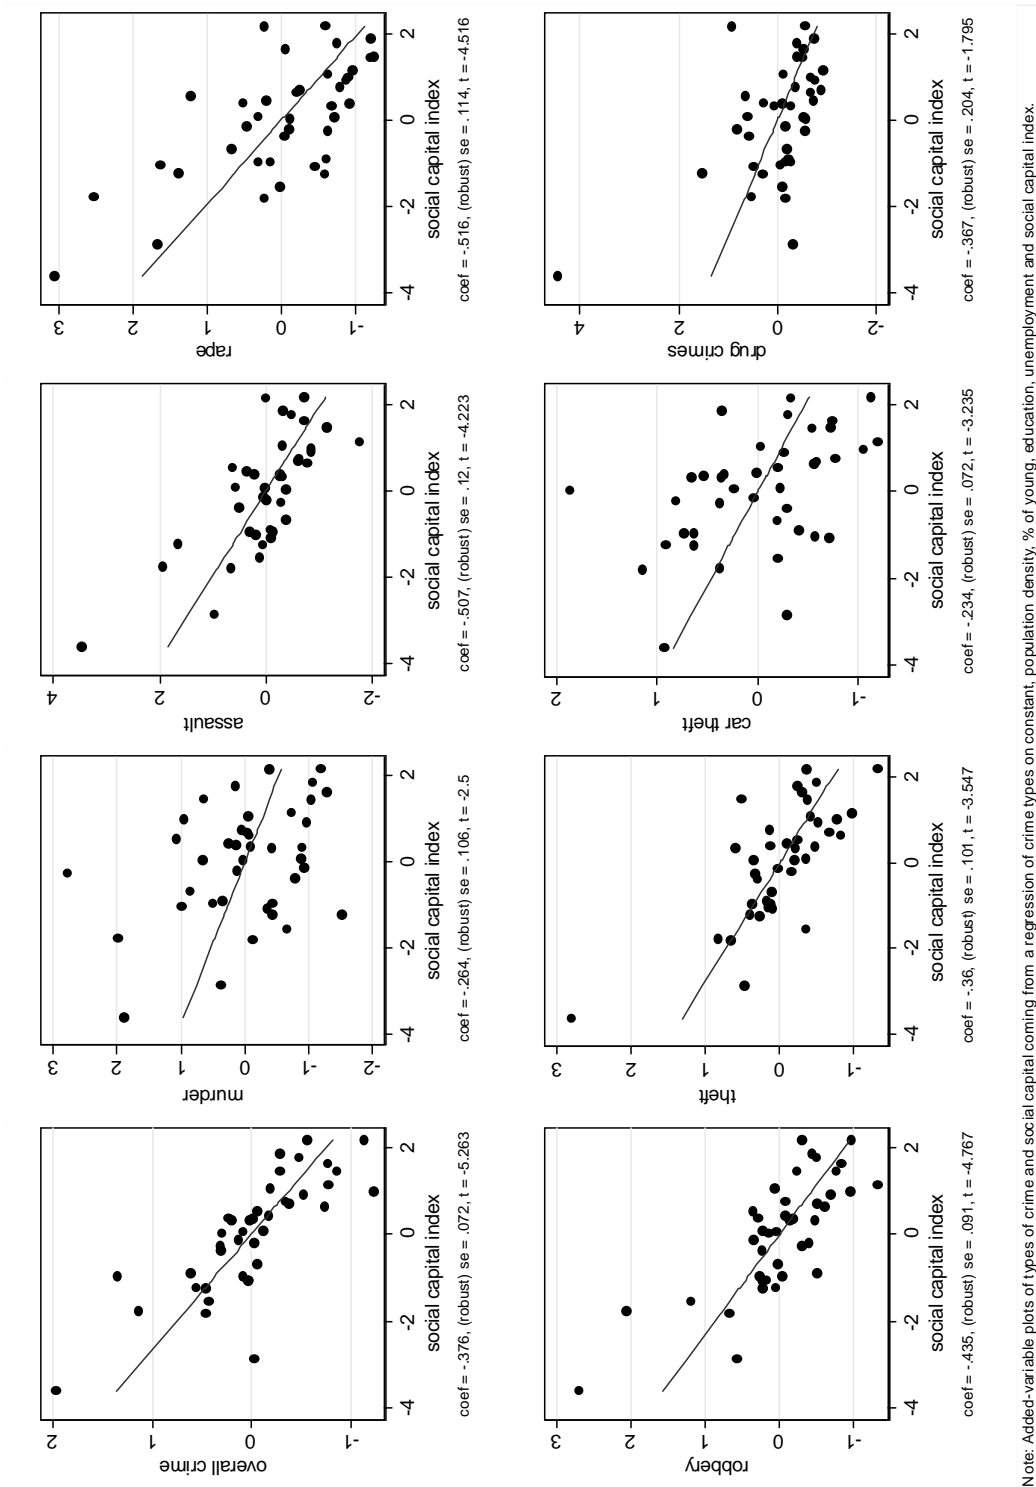 overall crime
2
1
0
-1
-4 -2 0 2
social capital index
coef = -.376, (robust) se = .072, t = -5.263
murder
3
2
1
0
-1
-2
-4 -2 0 2
social capital index
coef = -.264, (robust) se = .106, t = -2.5
assault
4
2
0
-2
-4 -2 0 2
social capital index
coef = -.507, (robust) se = .12, t = -4.223
rape
3
2
1
0
-1
-4 -2 0 2
social capital index
coef = -.516, (robust) se = .114, t = -4.516
robbery
3
2
1
0
-1
-4 -2 0 2
social capital index
coef = -.435, (robust) se = .091, t = -4.767
theft
3
2
1
0
-1
-4 -2 0 2
social capital index
coef = -.36, (robust) se = .101, t = -3.547
car theft
2
1
0
-1
-4 -2 0 2
social capital index
coef = -.234, (robust) se = .072, t = -3.235
drug crimes
4
2
0
-2
-4 -2 0 2
social capital index
coef = -.367, (robust) se = .204, t = -1.795
Note: Added-variable plots of types of crime and social capital coming from a regression of crime types on constant, population density, % of young, education, unemployment and social capital index.